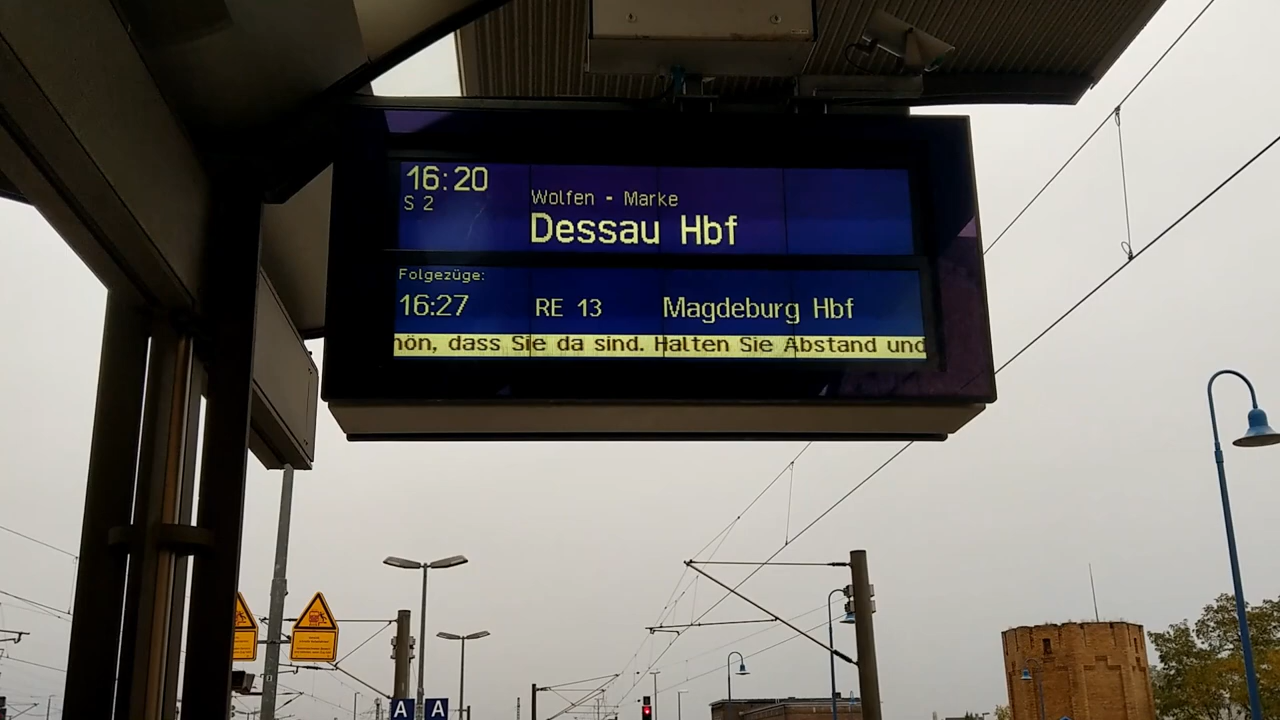 16:20
S 2
Wolfen - Marke
Dessau Hbf
Folgezüge:
16:27 RE 13 Magdeburg Hbf
hön, dass Sie da sind. Halten Sie Abstand und
A A